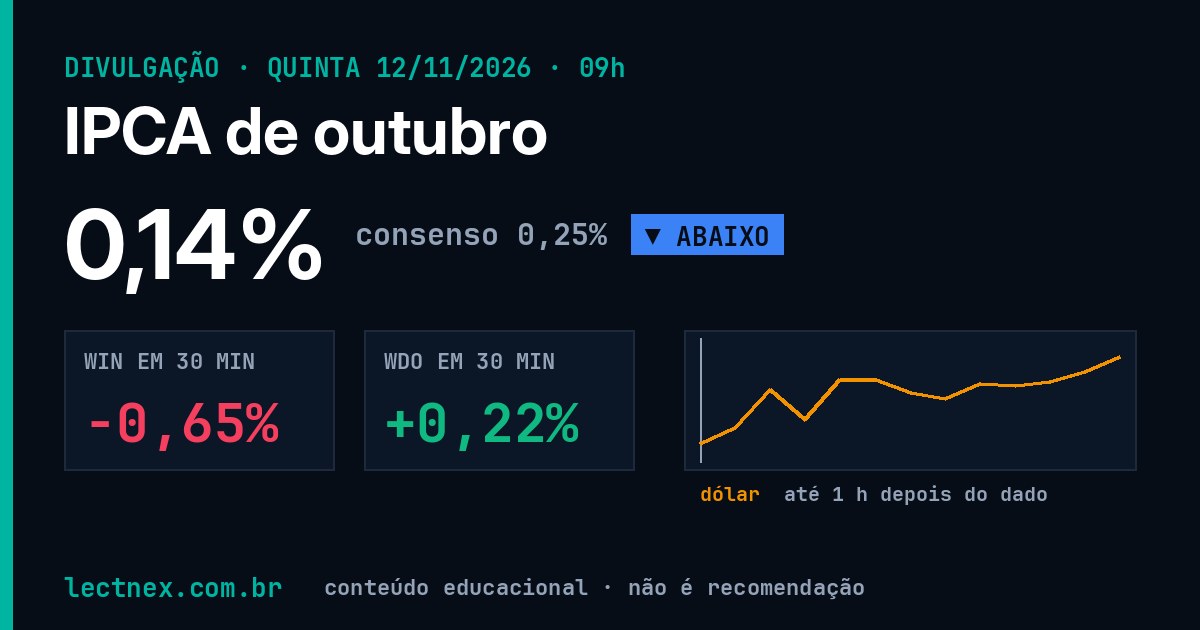 DIVULGAÇÃO · QUINTA 12/11/2026 · 09h
IPCA de outubro
0,14% consenso 0,25% ▼ ABAIXO
WIN EM 30 MIN
-0,65%
WDO EM 30 MIN
+0,22%
dólar até 1 h depois do dado
lectnex.com.br conteúdo educacional · não é recomendação